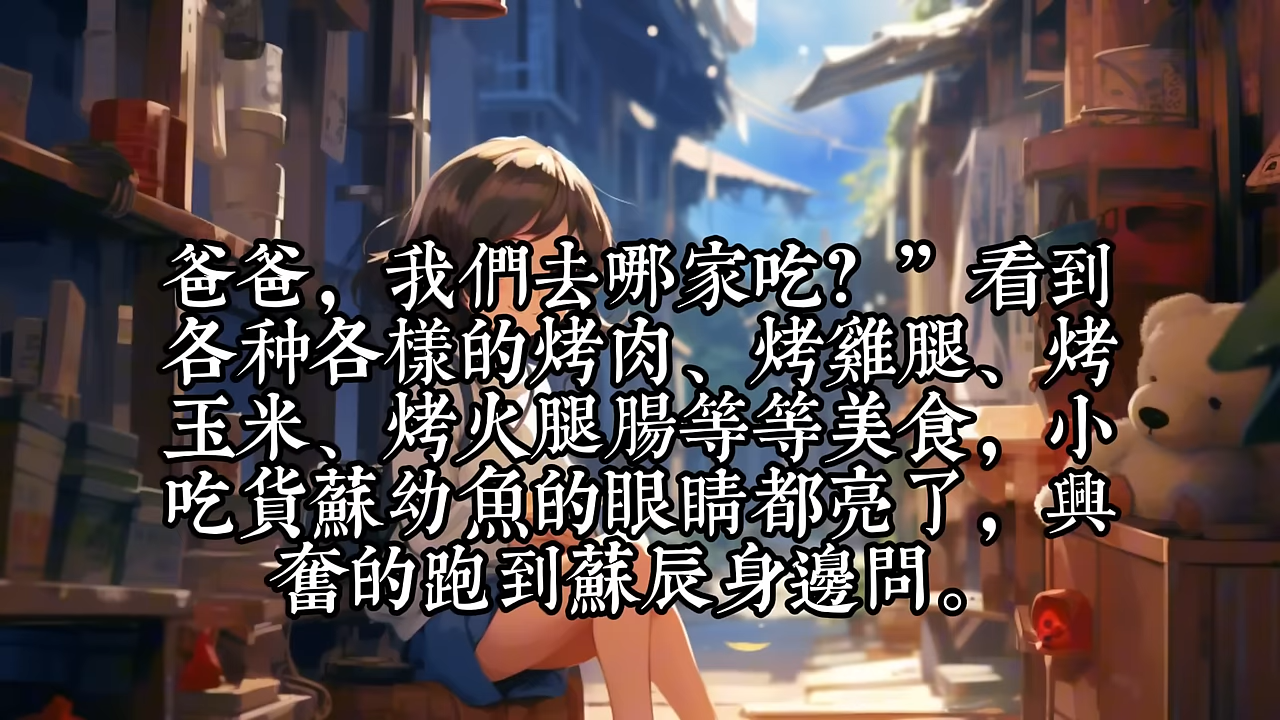 爸爸，我們去哪家吃？”看到
各种各樣的烤肉、烤雞腿、烤
玉米、烤火腿腸等等美食，小
吃貨蘇幼魚的眼睛都亮了，興
奮的跑到蘇辰身邊問。